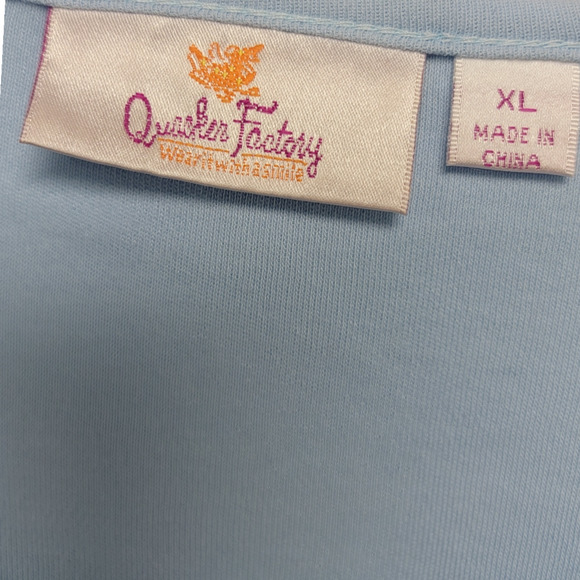 Quacker Factory
Wear it with a smile
XL
MADE IN
CHINA